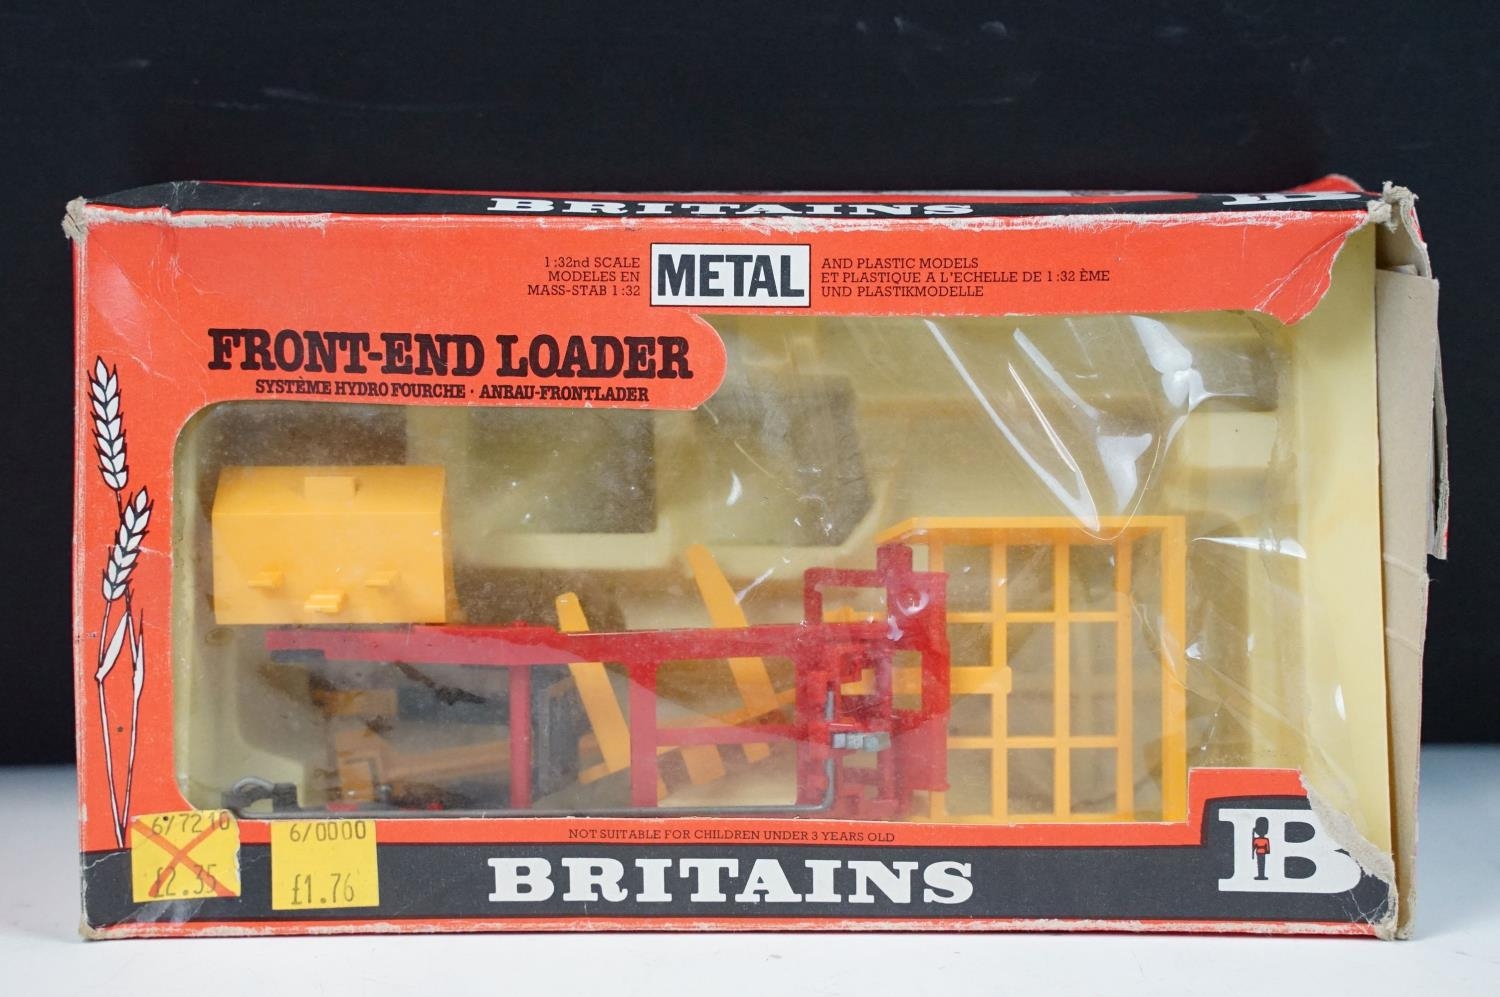 BRITAINS
B
1:32nd SCALE
MODELES EN
MASS-STAB 1:32
METAL
AND PLASTIC MODELS
ET PLASTIQUE A L'ECHELLE DE 1:32 ÈME
UND PLASTIKMODELLE
FRONT-END LOADER
SYSTÈME HYDRO FOURCHE · ANBAU-FRONTLADER
6/7210
£2.35
6/0000
£1.76
NOT SUITABLE FOR CHILDREN UNDER 3 YEARS OLD
BRITAINS
B